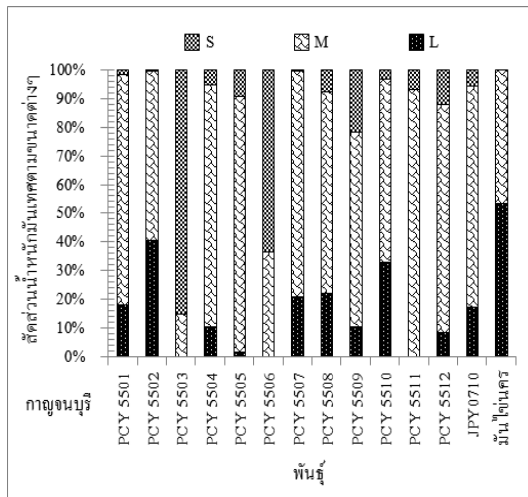 S M L
สัดส่วนน้ำหนักมันเทศตามขนาดต่างๆ
100%
90%
80%
70%
60%
50%
40%
30%
20%
10%
0%
กาญจนบุรี
PCY 5501
PCY 5502
PCY 5503
PCY 5504
PCY 5505
PCY 5506
PCY 5507
PCY 5508
PCY 5509
PCY 5510
PCY 5511
PCY 5512
JPY 0710
มันไข่นคร
พันธุ์